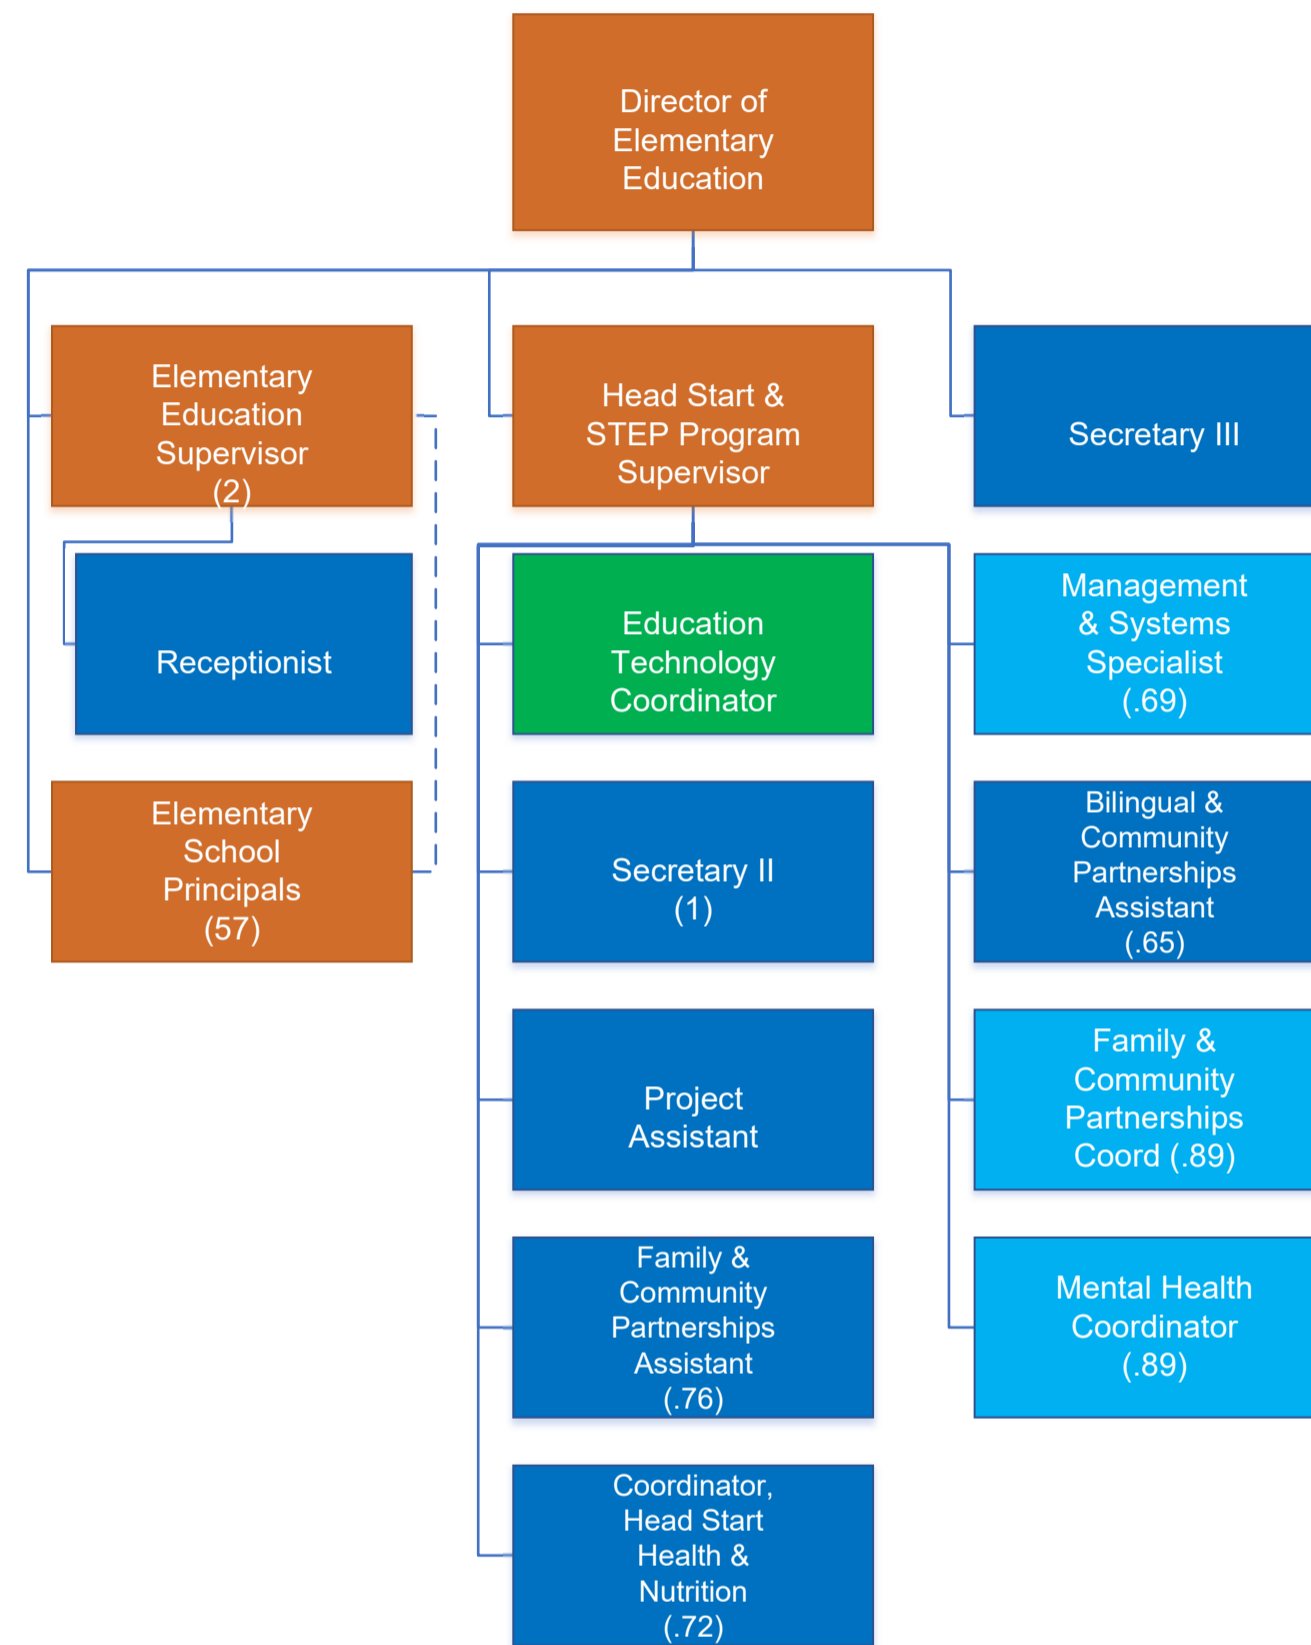 Director of
Elementary
Education
Elementary
Education
Supervisor
(2)
Head Start &
STEP Program
Supervisor
Secretary III
Receptionist
Education
Technology
Coordinator
Management
& Systems
Specialist
(.69)
Elementary
School
Principals
(57)
Secretary II
(1)
Bilingual &
Community
Partnerships
Assistant
(.65)
Project
Assistant
Family &
Community
Partnerships
Coord (.89)
Family &
Community
Partnerships
Assistant
(.76)
Mental Health
Coordinator
(.89)
Coordinator,
Head Start
Health &
Nutrition
(.72)